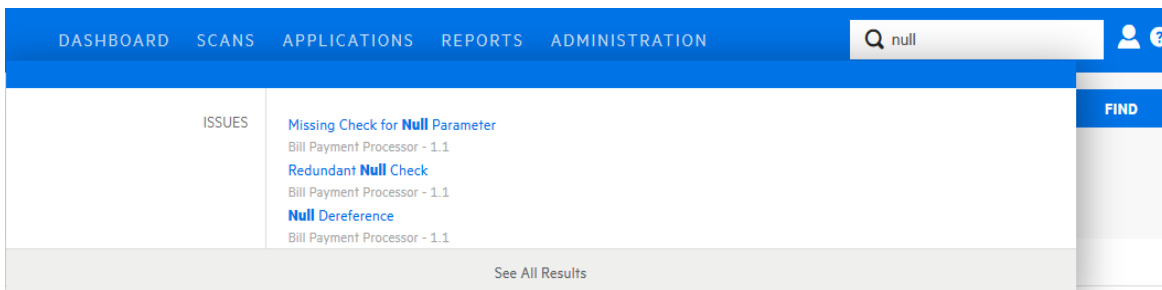 DASHBOARD SCANS APPLICATIONS REPORTS ADMINISTRATION null ?
FIND
ISSUES
Missing Check for Null Parameter
Bill Payment Processor - 1.1
Redundant Null Check
Bill Payment Processor - 1.1
Null Dereference
Bill Payment Processor - 1.1
See All Results